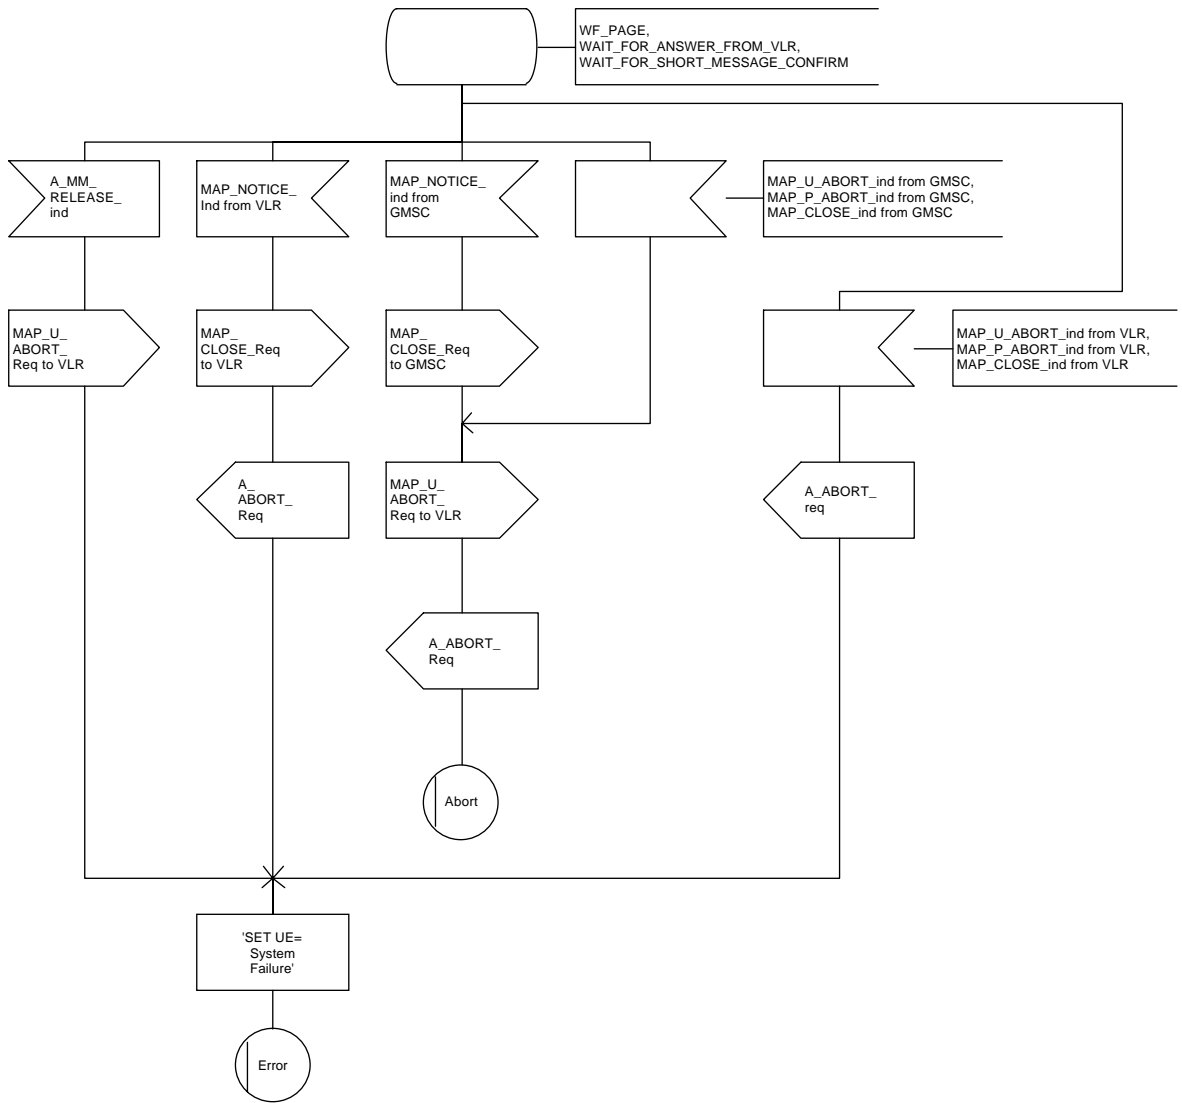 WF_PAGE,
WAIT_FOR_ANSWER_FROM_VLR,
WAIT_FOR_SHORT_MESSAGE_CONFIRM
A_MM_
RELEASE_
ind
MAP_NOTICE_
Ind from VLR
MAP_NOTICE_
ind from
GMSC
MAP_U_ABORT_ind from GMSC,
MAP_P_ABORT_ind from GMSC,
MAP_CLOSE_ind from GMSC
MAP_U_
ABORT_
Req to VLR
MAP_
CLOSE_Req
to VLR
MAP_
CLOSE_Req
to GMSC
MAP_U_ABORT_ind from VLR,
MAP_P_ABORT_ind from VLR,
MAP_CLOSE_ind from VLR
A_
ABORT_
Req
MAP_U_
ABORT_
Req to VLR
A_ABORT_
req
A_ABORT_
Req
Abort
'SET UE=
System
Failure'
Error